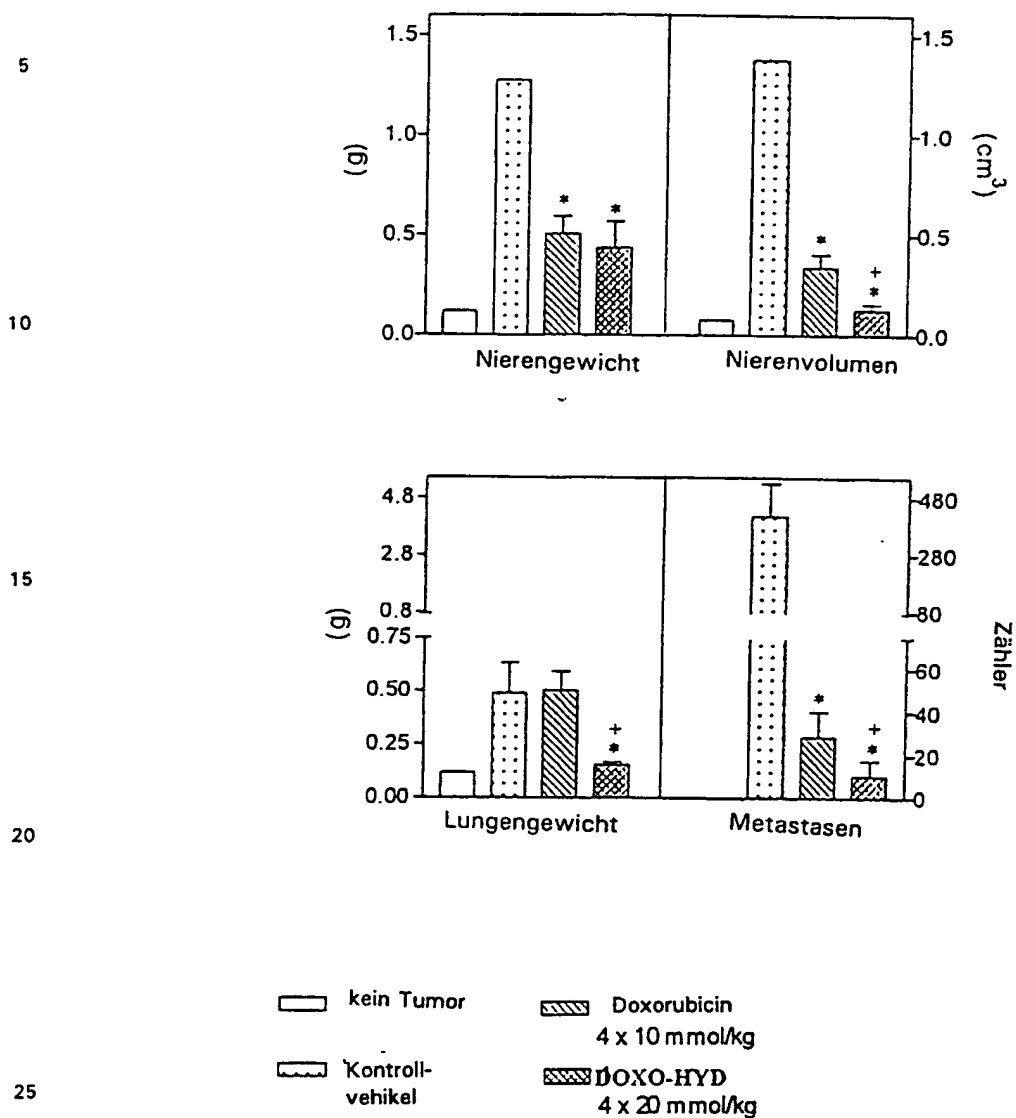 5
10
15
20
25
1.5
1.0
0.5
0.0
(g)
* *
*
+
*
1.5
1.0
0.5
0.0
(cm³)
Nierengewicht
Nierenvolumen
4.8
2.8
0.8
0.75
0.50
0.25
0.00
(g)
+
*
*
+
*
480
280
80
60
40
20
0
Zähler
Lungengewicht
Metastasen
kein Tumor
Doxorubicin
4 x 10 mmol/kg
Kontroll-
vehikel
DOXO-HYD
4 x 20 mmol/kg